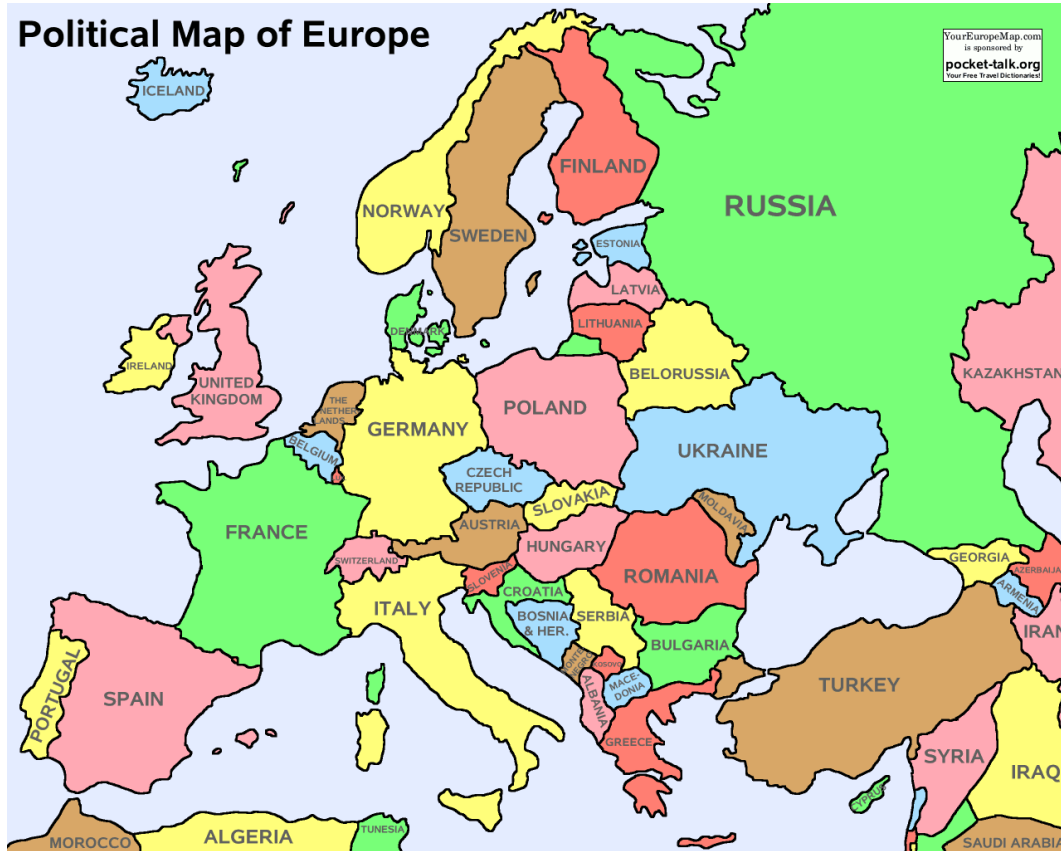 Political Map of Europe
YourEuropeMap.com
is sponsored by
pocket-talk.org
Your Free Travel Dictionaries!
ICELAND
FINLAND
RUSSIA
NORWAY
SWEDEN
ESTONIA
LATVIA
LITHUANIA
DENMARK
IRELAND
UNITED
KINGDOM
BELORUSSIA
KAZAKHSTAN
THE
NETHER
LANDS
GERMANY
POLAND
BELGIUM
UKRAINE
CZECH
REPUBLIC
SLOVAKIA
MOLDAVIA
FRANCE
AUSTRIA
HUNGARY
SWITZERLAND
SLOVENIA
ROMANIA
GEORGIA
AZERBAIJA
ARMENIA
CROATIA
ITALY
BOSNIA
& HER.
SERBIA
BULGARIA
IRAN
MONTE
NEGRO
KOSOVO
MACE-
DONIA
ALBANIA
PORTUGAL
SPAIN
TURKEY
GREECE
SYRIA
IRAQ
CYPRUS
MOROCCO
ALGERIA
TUNESIA
SAUDI ARABIA